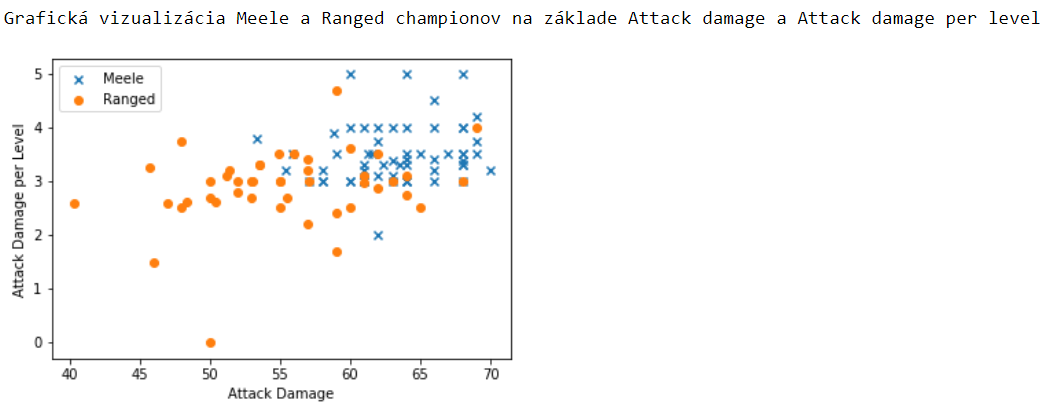 Grafická vizualizácia Meele a Ranged championov na základe Attack damage a Attack damage per level
Meele
Ranged
Attack Damage per Level
5
4
3
2
1
0
40 45 50 55 60 65 70
Attack Damage